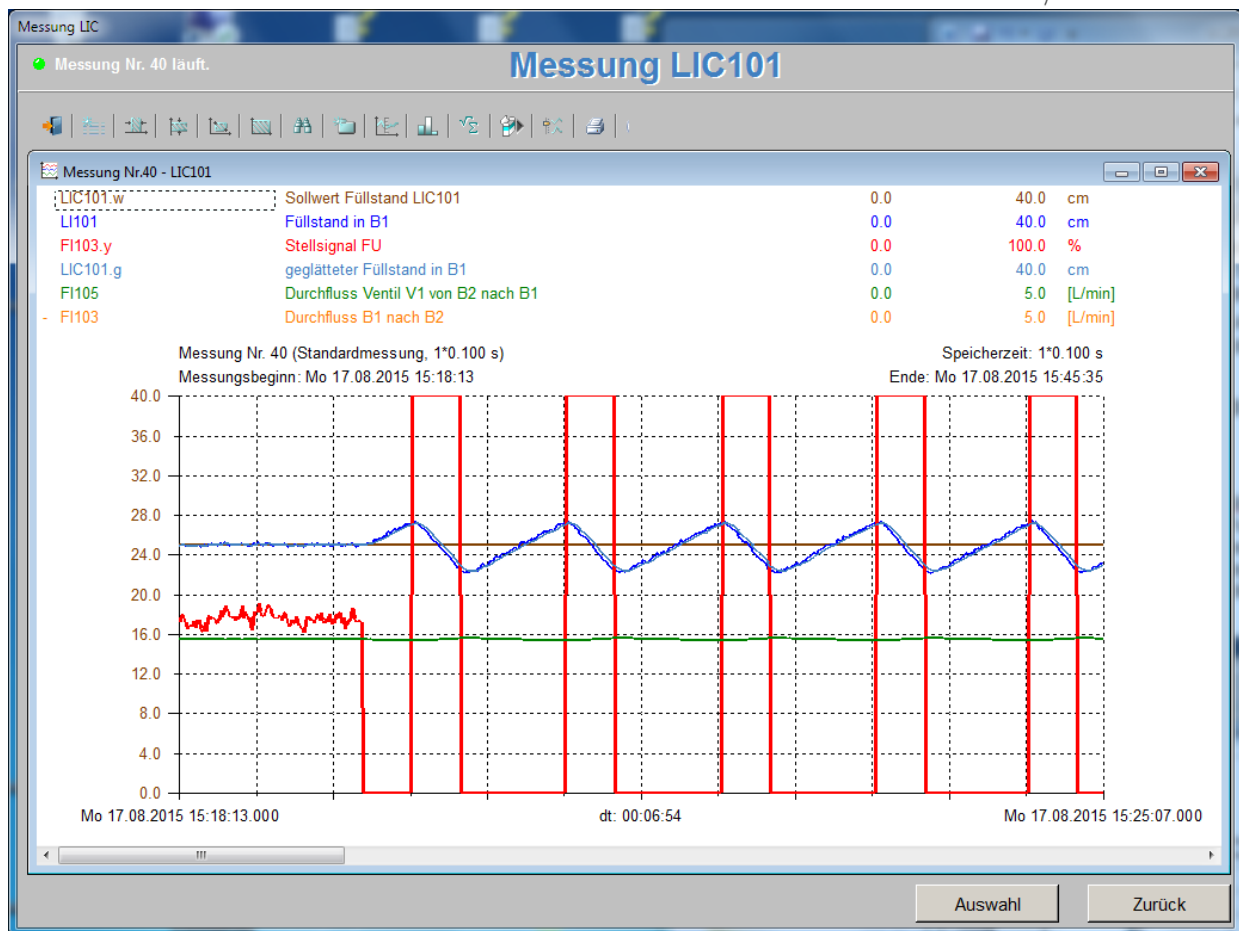 Messung LIC
Messung Nr. 40 läuft.
Messung LIC101
Messung Nr.40 - LIC101
LIC101.w Sollwert Füllstand LIC101 0.0 40.0 cm
LI101 Füllstand in B1 0.0 40.0 cm
FI103.y Stellsignal FU 0.0 100.0 %
LIC101.g geglätteter Füllstand in B1 0.0 40.0 cm
FI105 Durchfluss Ventil V1 von B2 nach B1 0.0 5.0 [L/min]
- FI103 Durchfluss B1 nach B2 0.0 5.0 [L/min]
Messung Nr. 40 (Standardmessung, 1*0.100 s) Speicherzeit: 1*0.100 s
Messungsbeginn: Mo 17.08.2015 15:18:13 Ende: Mo 17.08.2015 15:45:35
40.0
36.0
32.0
28.0
24.0
20.0
16.0
12.0
8.0
4.0
0.0
Mo 17.08.2015 15:18:13.000 dt: 00:06:54 Mo 17.08.2015 15:25:07.000
Auswahl Zurück